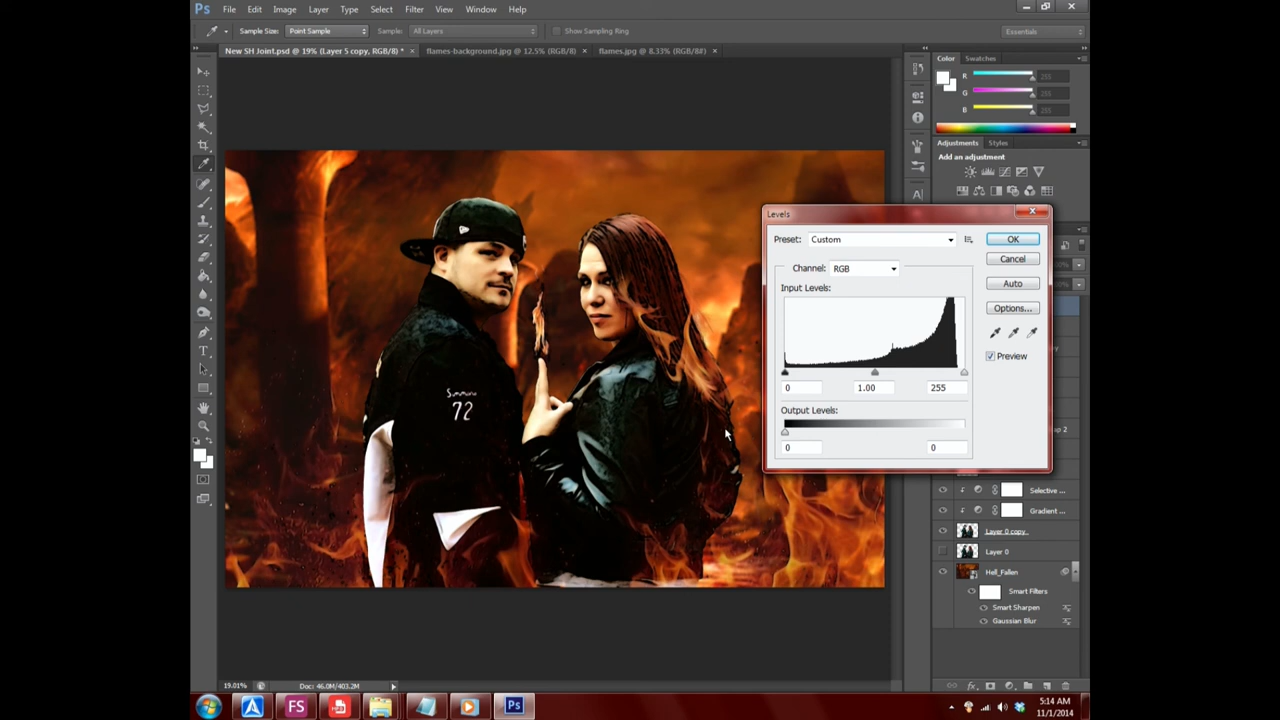 Ps File Edit Image Layer Type Select Filter View Window Help
Sample Size: Point Sample Sample: All Layers Show Sampling Ring Essentials
New SH Joint.psd @ 19% (Layer 5 copy, RGB/8) * × flames-background.jpg @ 12.5% (RGB/8) × flames.jpg @ 8.33% (RGB/8#) ×
Color Swatches
R 255
G 255
B 255
Adjustments Styles
Add an adjustment
Levels
Preset: Custom OK
Channel: RGB Cancel
Input Levels: Auto
Options...
Preview
0 1.00 255
Output Levels:
0 0
72
Selective ...
Gradient ...
Layer 0 copy
Layer 0
Hell_Fallen
Smart Filters
Smart Sharpen
Gaussian Blur
19.01% Doc: 46.0M/403.2M
FS Ps 5:14 AM
11/1/2014